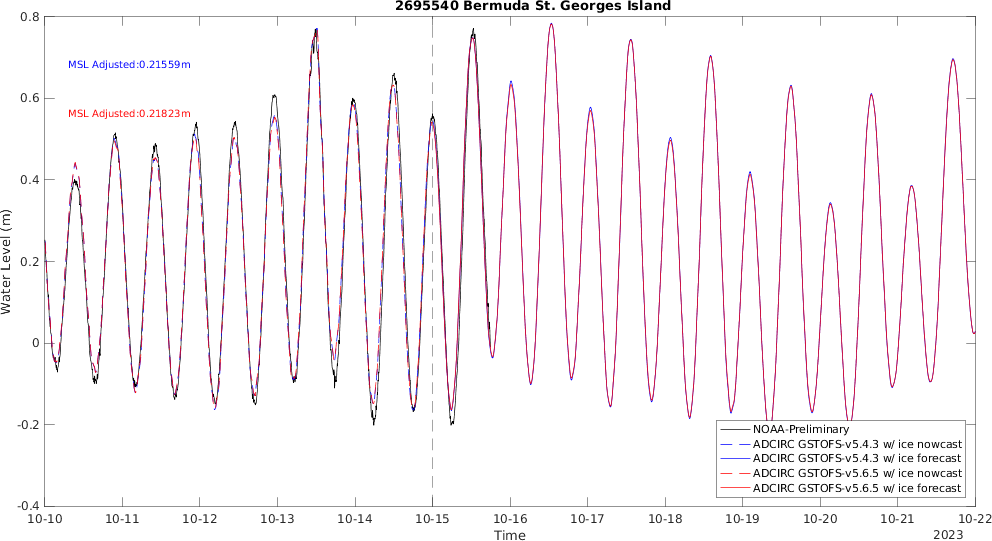 2695540 Bermuda St. Georges Island
MSL Adjusted:0.21559m
MSL Adjusted:0.21823m
Water Level (m)
0.8
0.6
0.4
0.2
0
-0.2
-0.4
NOAA-Preliminary
ADCIRC GSTOFS-v5.4.3 w/ ice nowcast
ADCIRC GSTOFS-v5.4.3 w/ ice forecast
ADCIRC GSTOFS-v5.6.5 w/ ice nowcast
ADCIRC GSTOFS-v5.6.5 w/ ice forecast
10-10 10-11 10-12 10-13 10-14 10-15 10-16 10-17 10-18 10-19 10-20 10-21 10-22
Time
2023